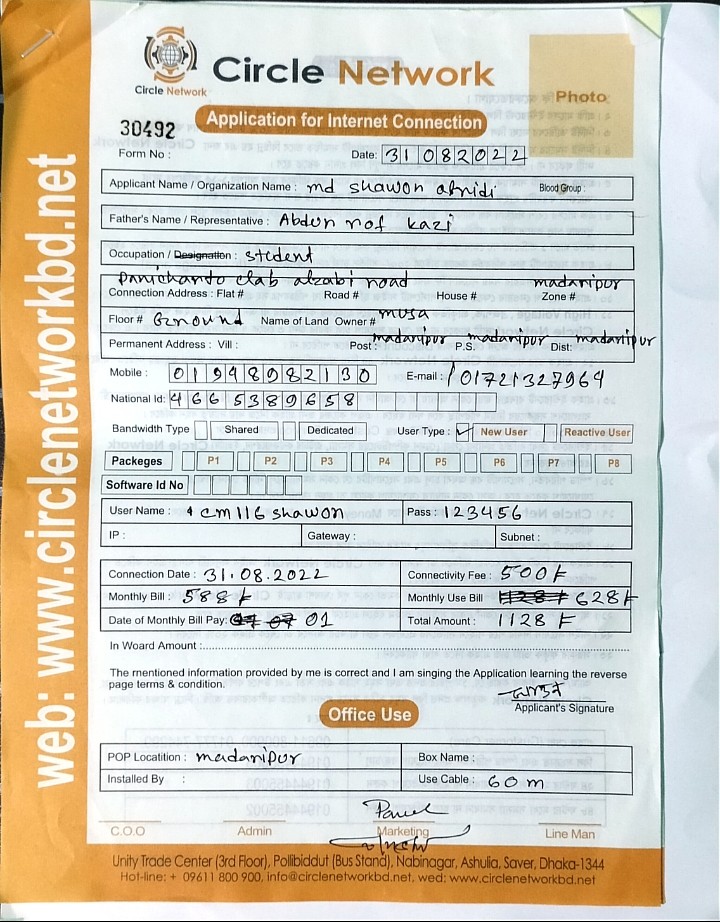 Circle Network
Circle Network
Photo
Application for Internet Connection
30492
Form No : Date: 31082022
Applicant Name / Organization Name : md shawon afridi Blood Group :
Father's Name / Representative : Abdur rof kazi
Occupation / Designation : student
Panichanto clab alzabi road madaripur
Connection Address : Flat # Road # House # Zone #
Floor # Ground Name of Land Owner # musa
Permanent Address : Vill : Post : madaripur P.S. madaripur Dist: madaripur
Mobile : 01948982130 E-mail : / 01721327964
National Id: 4665389658
Bandwidth Type Shared Dedicated User Type : ✓ New User Reactive User
Packeges P1 P2 P3 P4 P5 P6 P7 P8
Software Id No
User Name : cm116 shawon Pass : 123456
IP : Gateway : Subnet :
Connection Date : 31.08.2022 Connectivity Fee : 500৳
Monthly Bill : 588৳ Monthly Use Bill 628৳
Date of Monthly Bill Pay: 01 Total Amount : 1128 ৳
In Woard Amount :
The mentioned information provided by me is correct and I am singing the Application learning the reverse
page terms & condition.
Applicant's Signature
Office Use
POP Locatition : madaripur Box Name :
Installed By : Use Cable : 60 m
C.O.O Admin Marketing Line Man
Unity Trade Center (3rd Floor), Pollibiddut (Bus Stand), Nabinagar, Ashulia, Saver, Dhaka-1344
Hot-line: + 09611 800 900, info@circlenetworkbd.net, wed: www.circlenetworkbd.net
web: www.circlenetworkbd.net